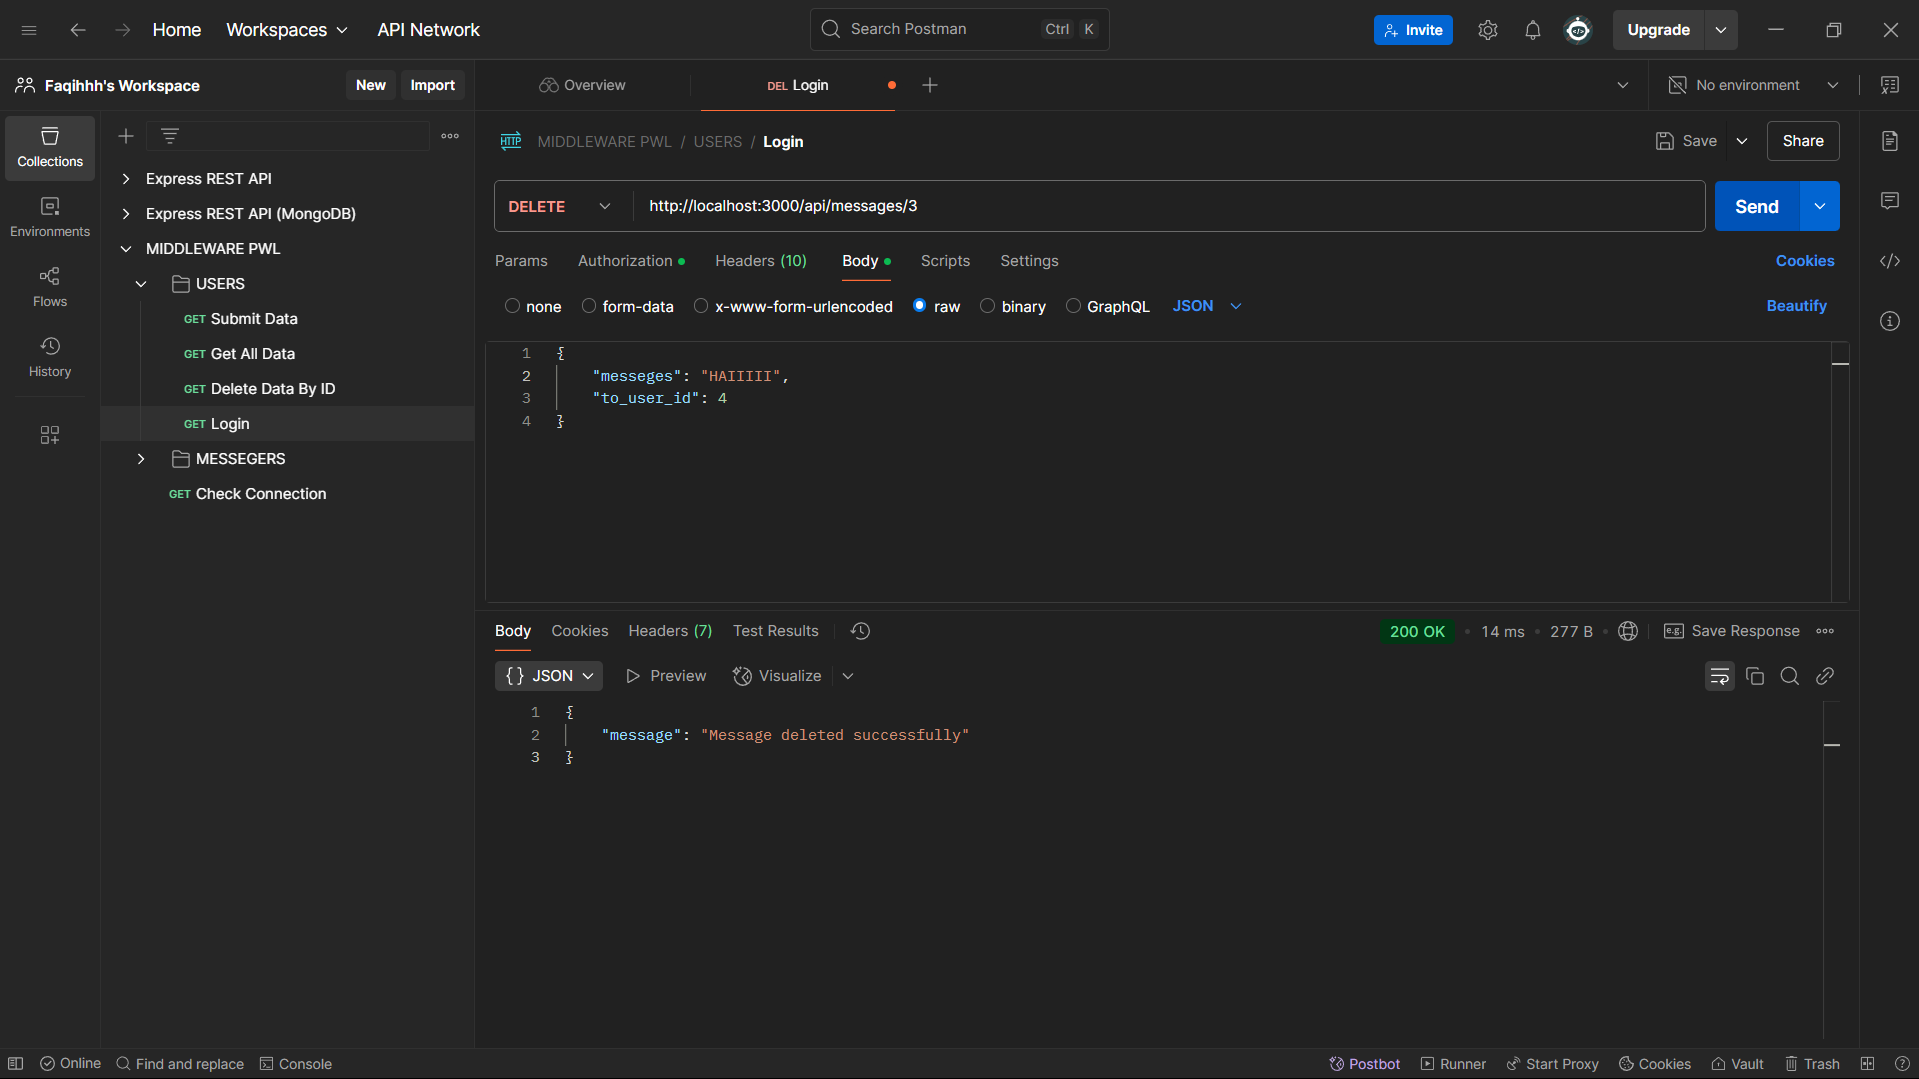 Home Workspaces API Network Search Postman Ctrl K Invite Upgrade
Faqihhh's Workspace New Import
Overview DEL Login No environment
Collections
Environments
Flows
History
Express REST API
Express REST API (MongoDB)
MIDDLEWARE PWL
USERS
GET Submit Data
GET Get All Data
GET Delete Data By ID
GET Login
MESSEGERS
GET Check Connection
HTTP MIDDLEWARE PWL / USERS / Login Save Share
DELETE http://localhost:3000/api/messages/3 Send
Params Authorization Headers (10) Body Scripts Settings Cookies
none form-data x-www-form-urlencoded raw binary GraphQL JSON Beautify
1 {
2 "messeges": "HAIIIII",
3 "to_user_id": 4
4 }
Body Cookies Headers (7) Test Results 200 OK • 14 ms • 277 B • e.g. Save Response
{} JSON Preview Visualize
1 {
2 "message": "Message deleted successfully"
3 }
Online Find and replace Console Postbot Runner Start Proxy Cookies Vault Trash